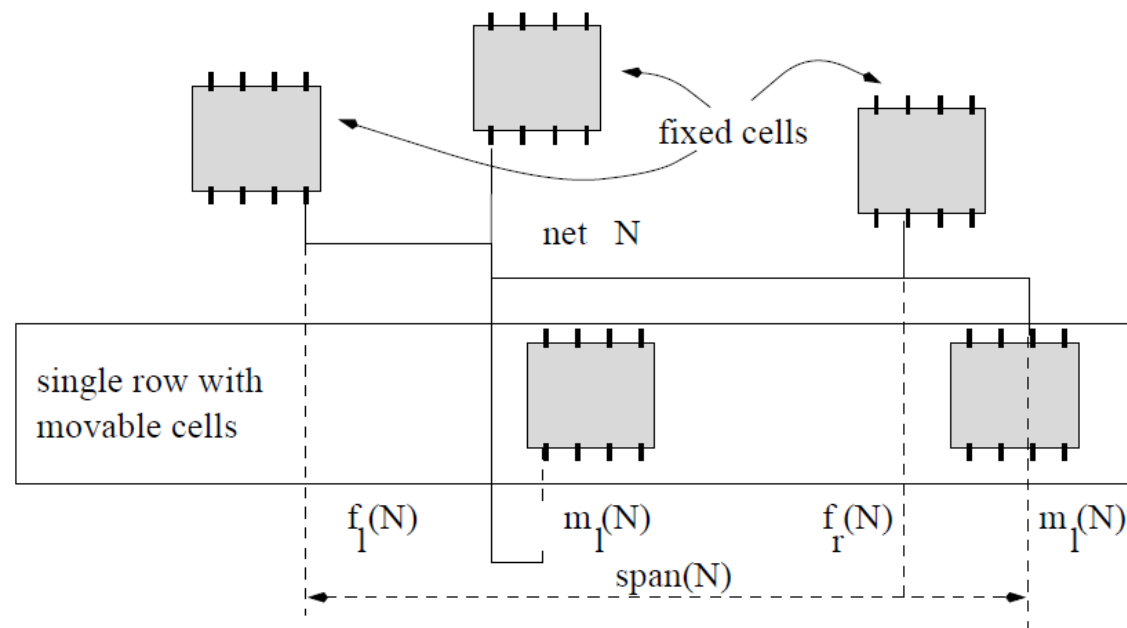 fixed cells
net N
single row with
movable cells
f_l(N) m_l(N) f_r(N) m_l(N)
span(N)